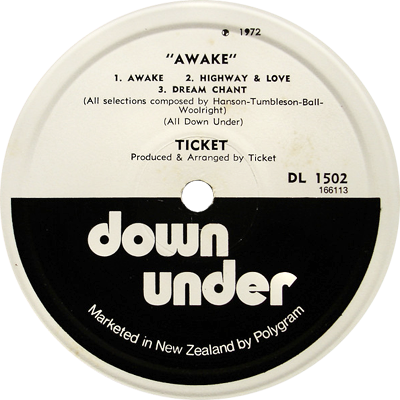 ℗ 1972
"AWAKE"
1. AWAKE 2. HIGHWAY & LOVE
3. DREAM CHANT
(All selections composed by Hanson-Tumbleson-Ball-
Woolright)
(All Down Under)
TICKET
Produced & Arranged by Ticket
DL 1502
166113
down
under
Marketed in New Zealand by Polygram